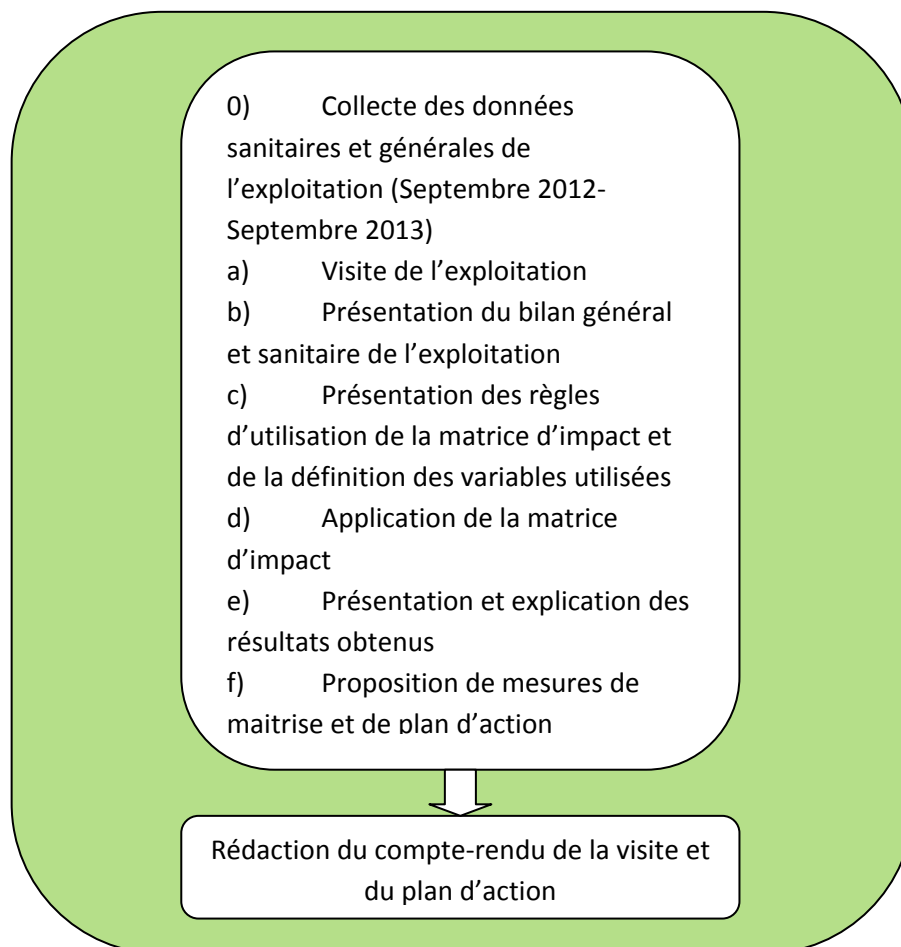 0) Collecte des données
sanitaires et générales de
l’exploitation (Septembre 2012-
Septembre 2013)
a) Visite de l’exploitation
b) Présentation du bilan général
et sanitaire de l’exploitation
c) Présentation des règles
d’utilisation de la matrice d’impact et
de la définition des variables utilisées
d) Application de la matrice
d’impact
e) Présentation et explication des
résultats obtenus
f) Proposition de mesures de
maitrise et de plan d’action
Rédaction du compte-rendu de la visite et
du plan d’action